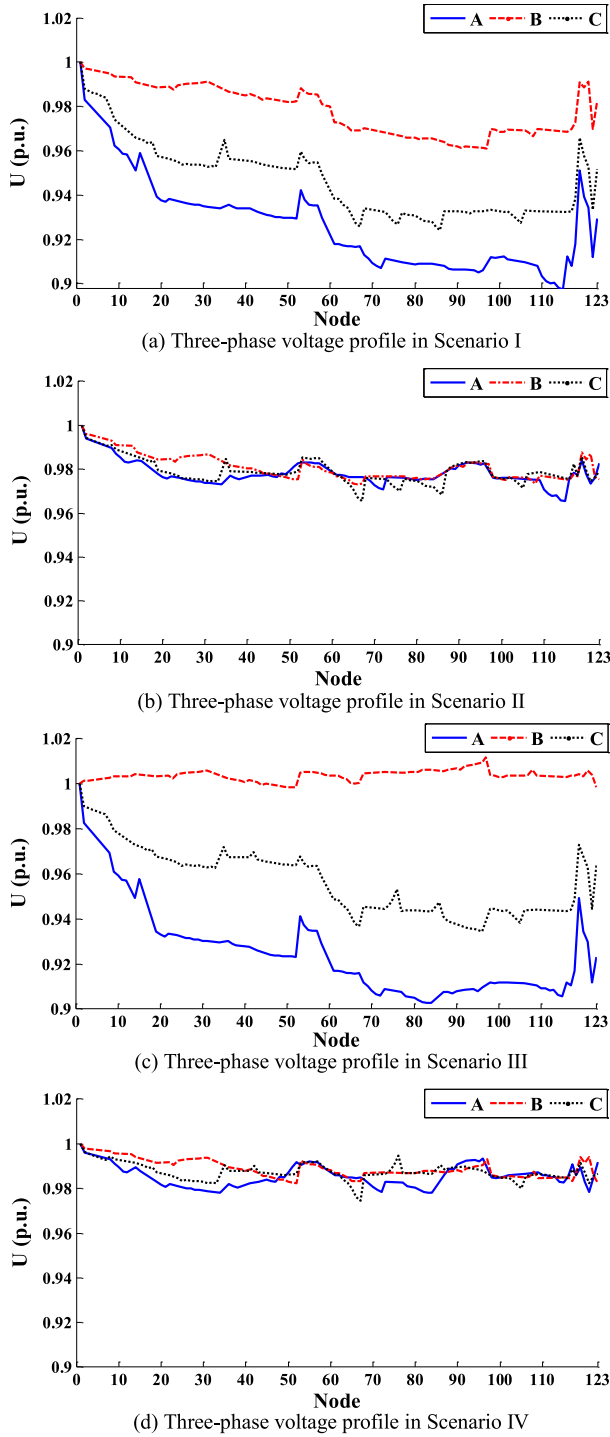 A B C
1.02
1
0.98
0.96
0.94
0.92
0.9
U (p.u.)
0 10 20 30 40 50 60 70 80 90 100 110 123
Node
(a) Three-phase voltage profile in Scenario I
A B C
1.02
1
0.98
0.96
0.94
0.92
0.9
U (p.u.)
0 10 20 30 40 50 60 70 80 90 100 110 123
Node
(b) Three-phase voltage profile in Scenario II
A B C
1.02
1
0.98
0.96
0.94
0.92
0.9
U (p.u.)
0 10 20 30 40 50 60 70 80 90 100 110 123
Node
(c) Three-phase voltage profile in Scenario III
A B C
1.02
1
0.98
0.96
0.94
0.92
0.9
U (p.u.)
0 10 20 30 40 50 60 70 80 90 100 110 123
Node
(d) Three-phase voltage profile in Scenario IV